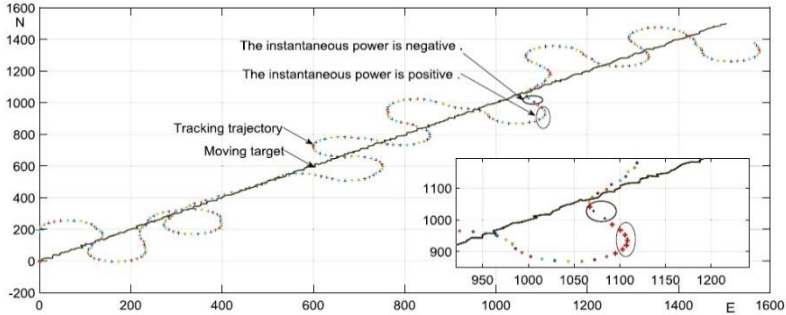 1600
N
1400
1200
1000
800
600
400
200
0
-200
The instantaneous power is negative .
The instantaneous power is positive .
Tracking trajectory
Moving target
1100
1000
900
950 1000 1050 1100 1150 1200
0 200 400 600 800 1000 1200 1400 E 1600